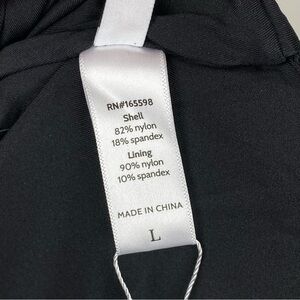 RN#165598
Shell
82% nylon
18% spandex
Lining
90% nylon
10% spandex
MADE IN CHINA
L